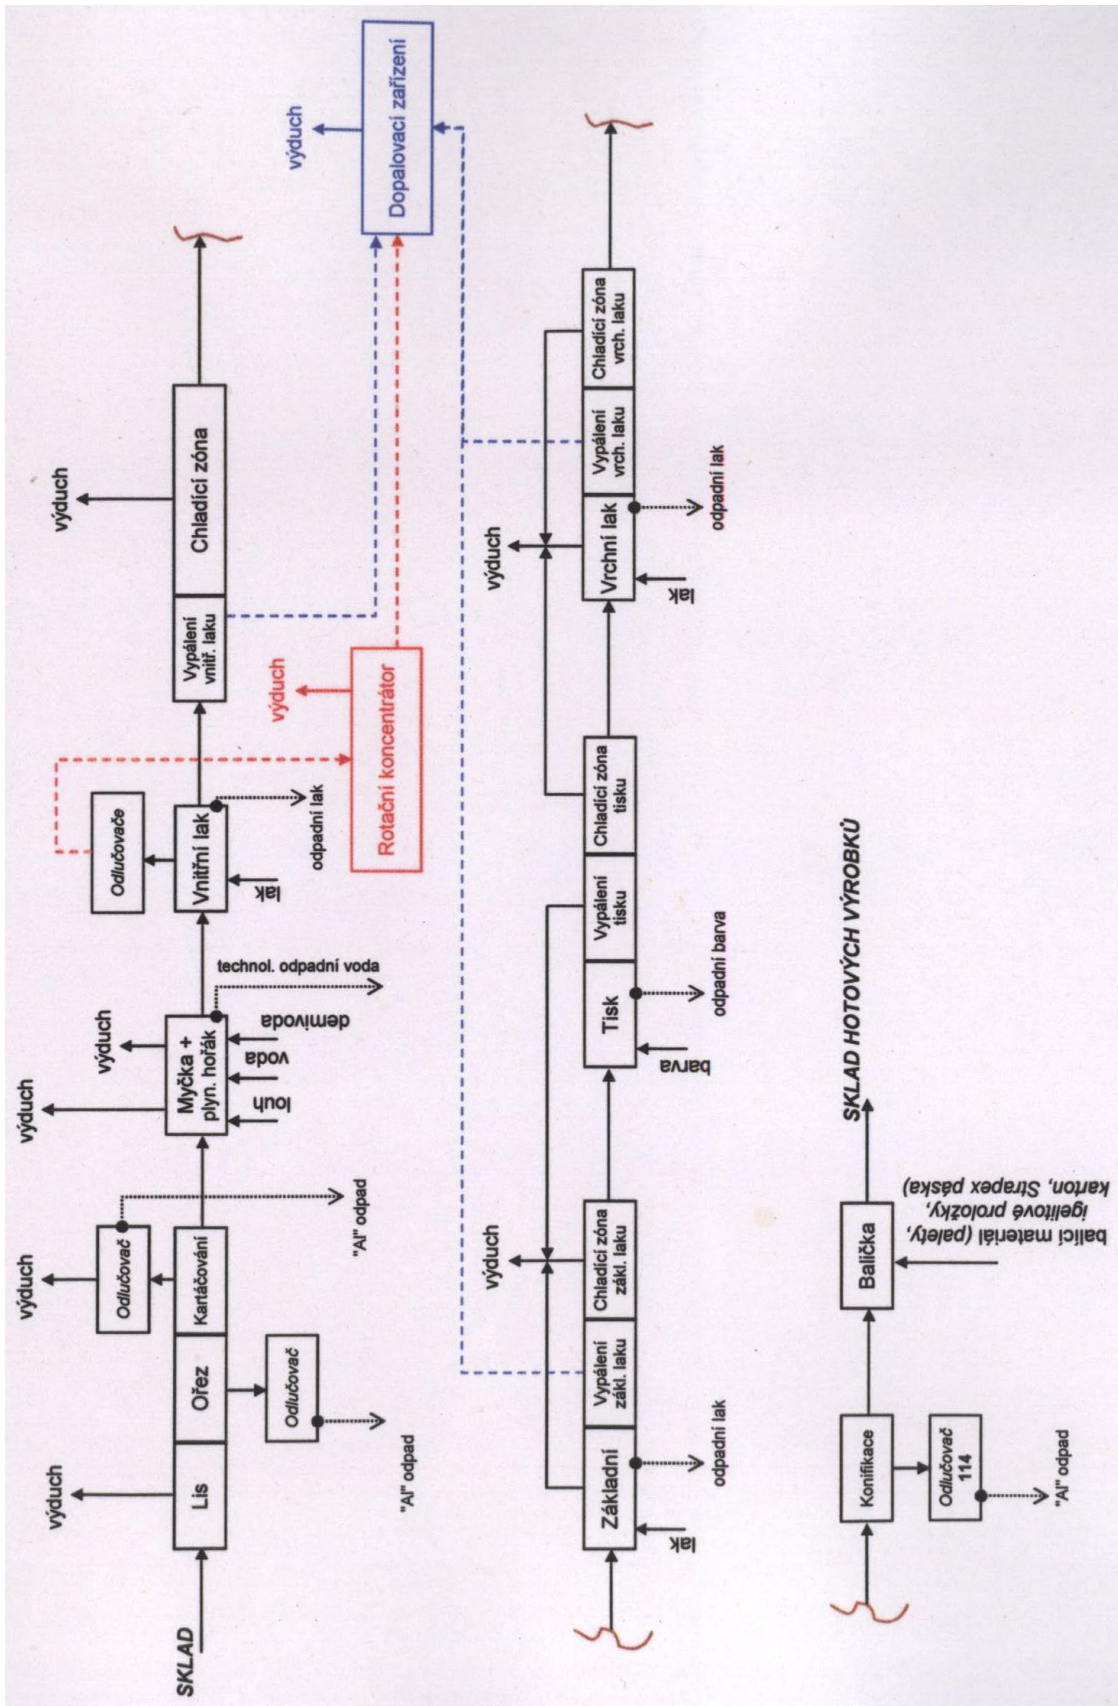 SKLAD
výduch
Lis
Ořez
Odlučovač
"Al" odpad
výduch
Odlučovač
Kartáčování
"Al" odpad
výduch
výduch
Myčka +
plyn. hořák
louh
voda
demivoda
technol. odpadní voda
Odlučovače
Vnitřní lak
lak
odpadní lak
Vypálení
vnitř. laku
výduch
Chladící zóna
výduch
Rotační koncentrátor
výduch
Dopalovací zařízení
Základní
lak
odpadní lak
Vypálení
zákl. laku
výduch
Chladící zóna
zákl. laku
Tisk
barva
odpadní barva
Vypálení
tisku
Chladící zóna
tisku
výduch
Vrchní lak
lak
odpadní lak
Vypálení
vrch. laku
Chladící zóna
vrch. laku
Konifikace
Odlučovač
114
"Al" odpad
Balička
balicí materiál (palety,
igelitové proložky,
karton, Strapex páska)
SKLAD HOTOVÝCH VÝROBKŮ